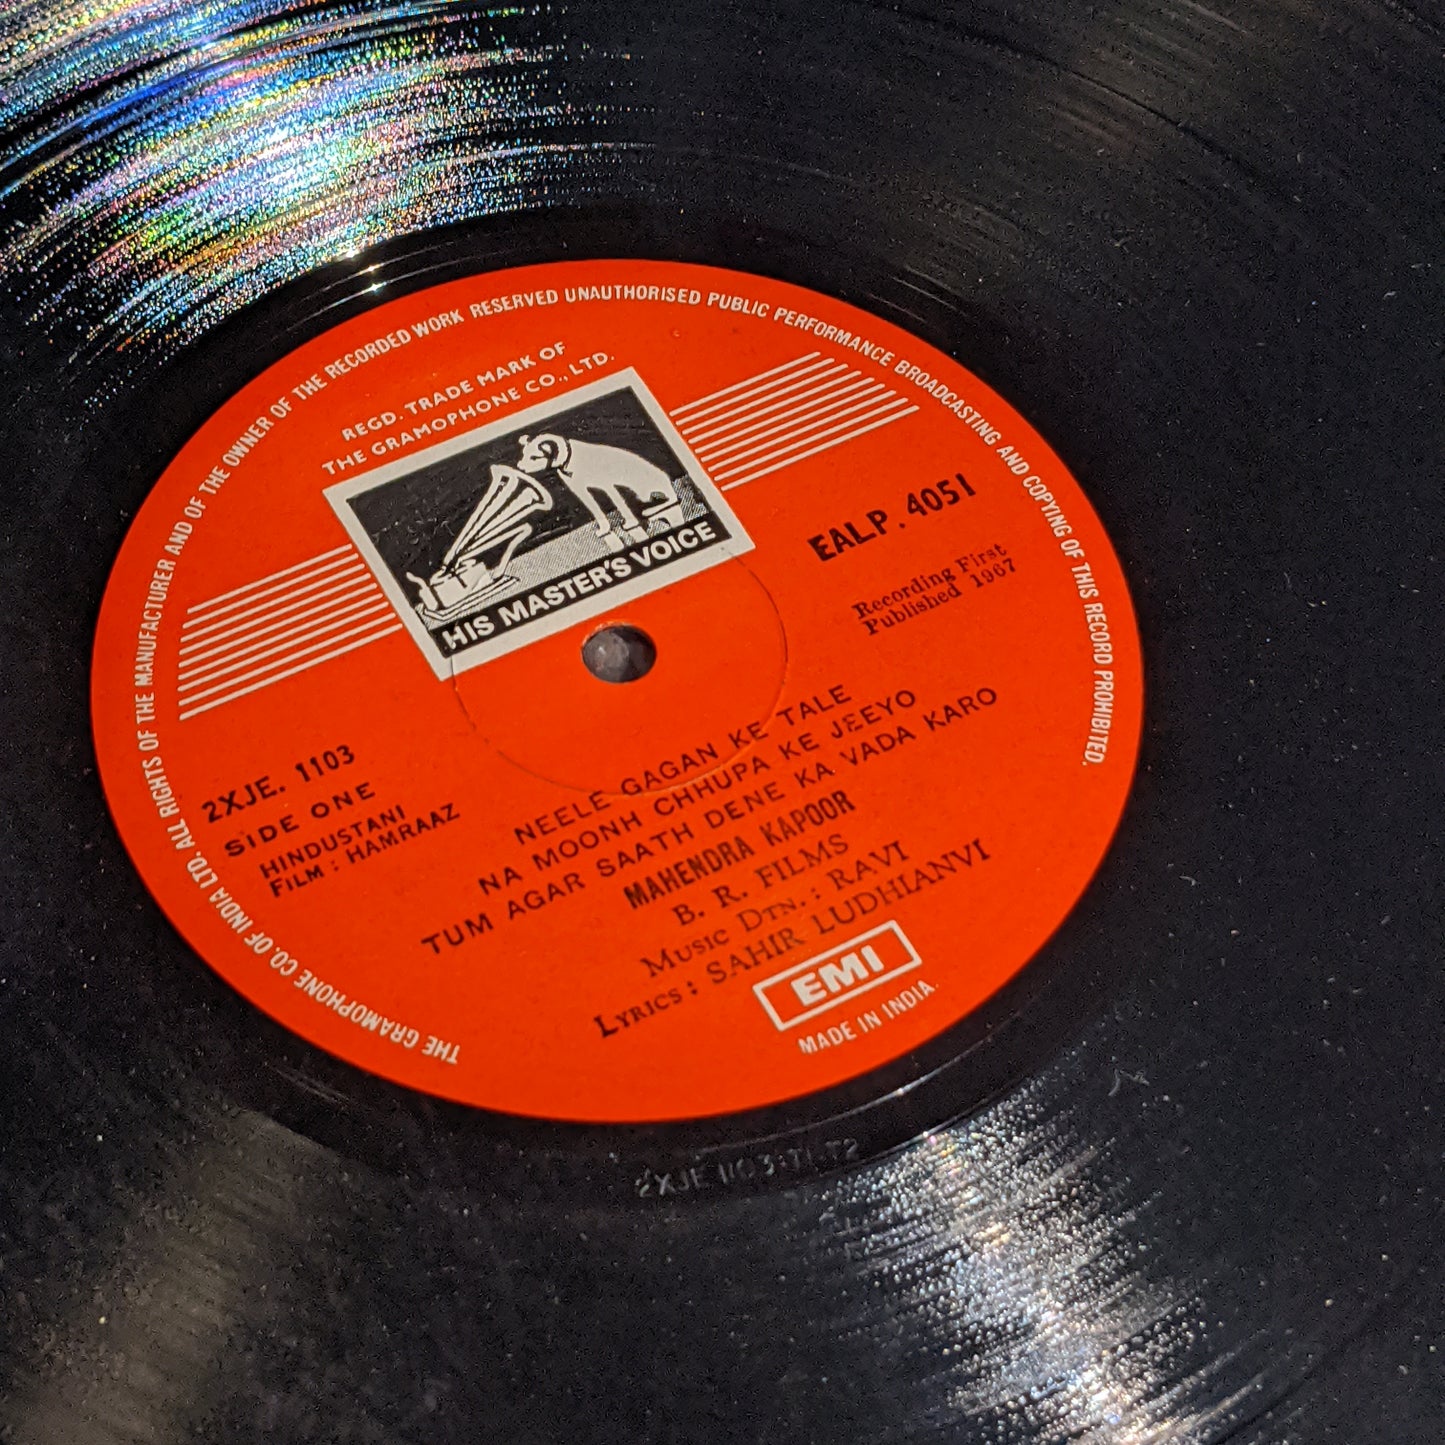 THE GRAMOPHONE CO. OF INDIA LTD. ALL RIGHTS OF THE MANUFACTURER AND OF THE OWNER OF THE RECORDED WORK RESERVED UNAUTHORISED PUBLIC PERFORMANCE BROADCASTING AND COPYING OF THIS RECORD PROHIBITED.
REGD. TRADE MARK OF
THE GRAMOPHONE CO., LTD.
HIS MASTER'S VOICE
EALP. 4051
Recording First
Published 1967
2XJE. 1103
SIDE ONE
HINDUSTANI
FILM : HAMRAAZ
NEELE GAGAN KE TALE
NA MOONH CHHUPA KE JEEYO
TUM AGAR SAATH DENE KA VADA KARO
MAHENDRA KAPOOR
B. R. FILMS
MUSIC DTN. : RAVI
LYRICS : SAHIR LUDHIANVI
EMI
MADE IN INDIA.
2XJE 1103